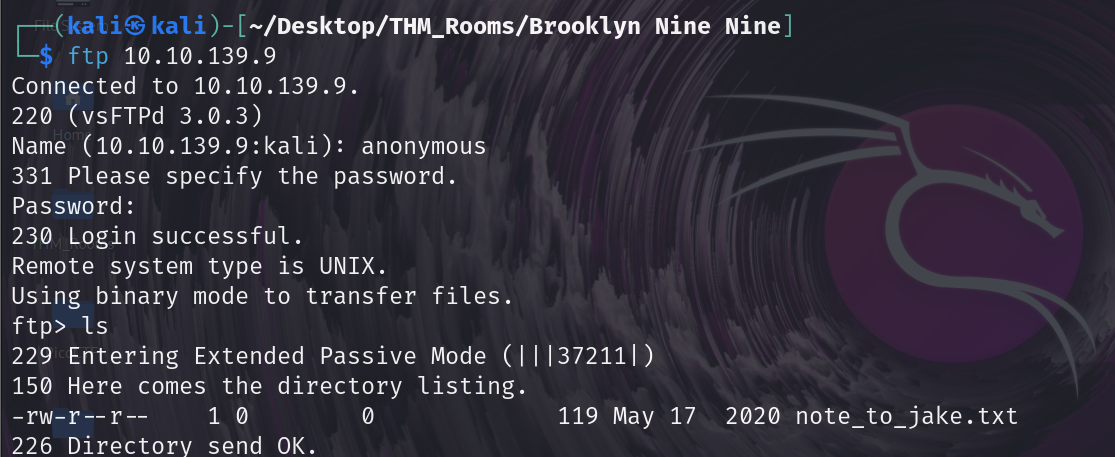 ┌──(kali㉿kali)-[~/Desktop/THM_Rooms/Brooklyn Nine Nine]
└─$ ftp 10.10.139.9
Connected to 10.10.139.9.
220 (vsFTPd 3.0.3)
Name (10.10.139.9:kali): anonymous
331 Please specify the password.
Password:
230 Login successful.
Remote system type is UNIX.
Using binary mode to transfer files.
ftp> ls
229 Entering Extended Passive Mode (|||37211|)
150 Here comes the directory listing.
-rw-r--r--    1 0        0             119 May 17  2020 note_to_jake.txt
226 Directory send OK.